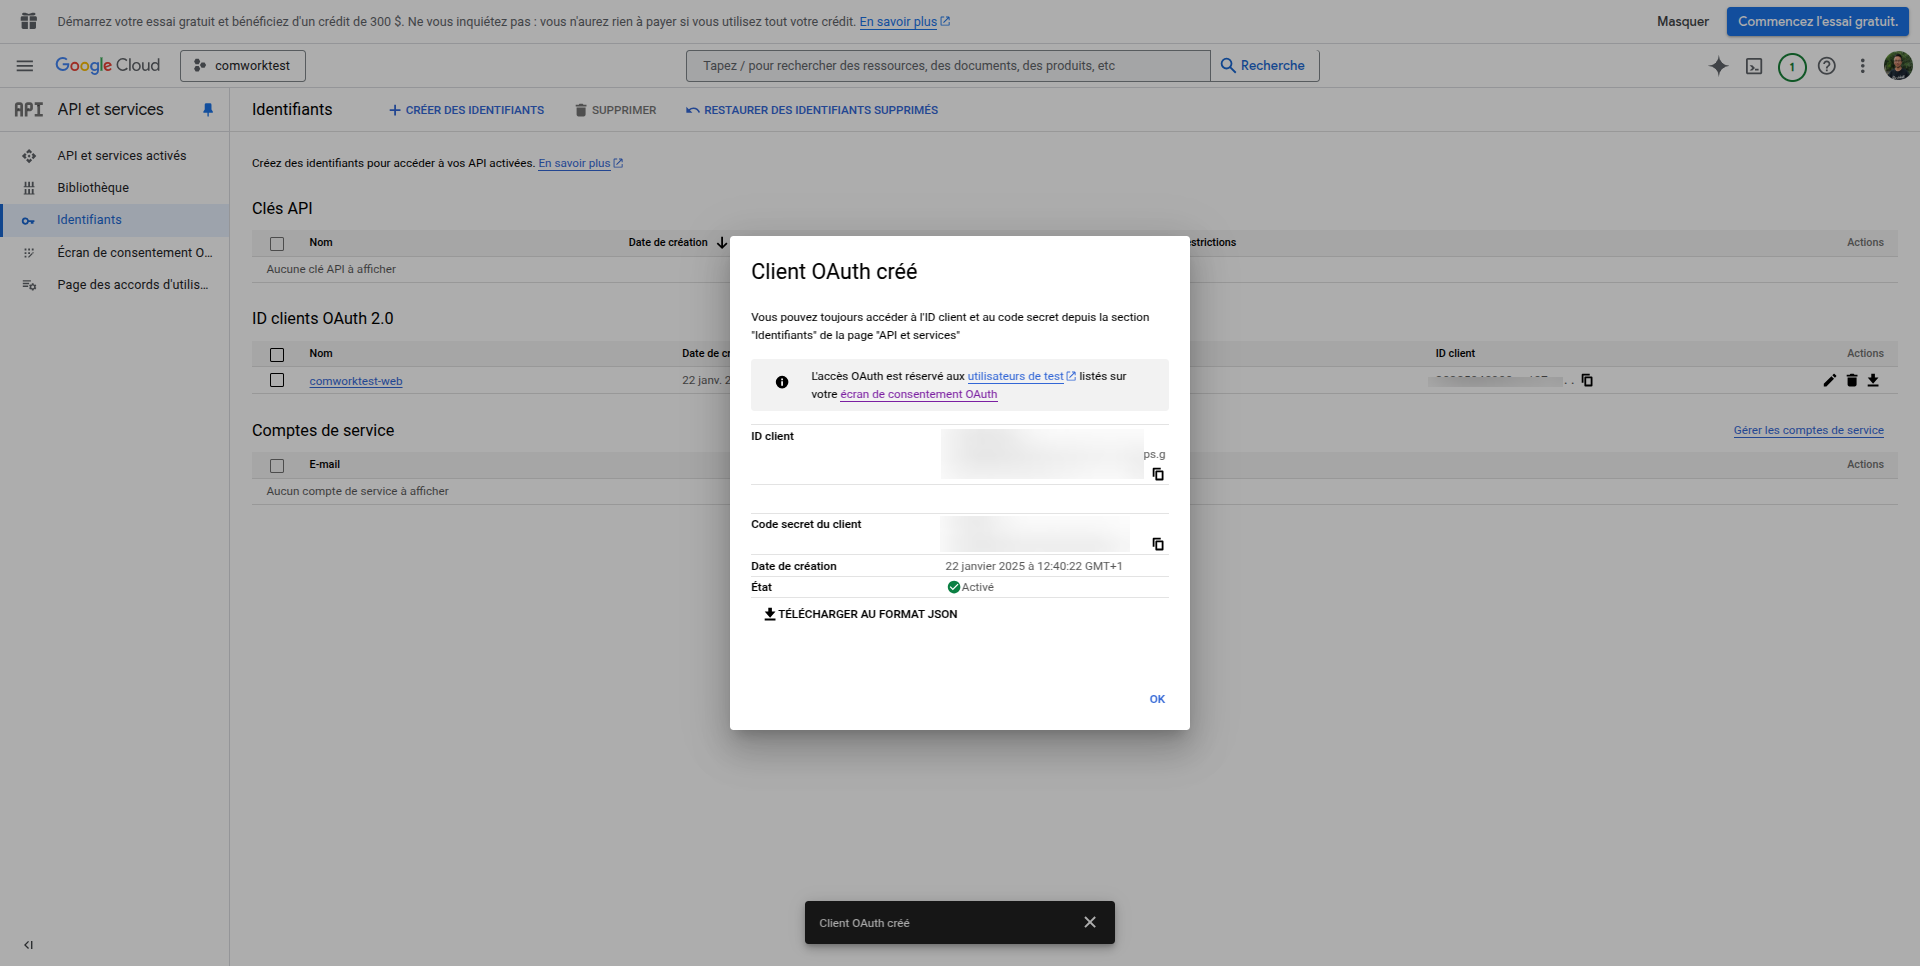 Démarrez votre essai gratuit et bénéficiez d'un crédit de 300 $. Ne vous inquiétez pas : vous n'aurez rien à payer si vous utilisez tout votre crédit. En savoir plus
Masquer
Commencez l'essai gratuit.
Google Cloud
comworktest
Tapez / pour rechercher des ressources, des documents, des produits, etc
Recherche
1
API API et services
Identifiants
CRÉER DES IDENTIFIANTS
SUPPRIMER
RESTAURER DES IDENTIFIANTS SUPPRIMÉS
API et services activés
Bibliothèque
Identifiants
Écran de consentement O...
Page des accords d'utilis...
Créez des identifiants pour accéder à vos API activées. En savoir plus
Clés API
Nom
Date de création
strictions
Actions
Aucune clé API à afficher
ID clients OAuth 2.0
Nom
Date de cr
ID client
Actions
comworktest-web
22 janv. 2
Comptes de service
Gérer les comptes de service
E-mail
Actions
Aucun compte de service à afficher
Client OAuth créé
Vous pouvez toujours accéder à l'ID client et au code secret depuis la section
"Identifiants" de la page "API et services"
L'accès OAuth est réservé aux utilisateurs de test listés sur
votre écran de consentement OAuth
ID client
ps.g
Code secret du client
Date de création
22 janvier 2025 à 12:40:22 GMT+1
État
Activé
TÉLÉCHARGER AU FORMAT JSON
OK
Client OAuth créé